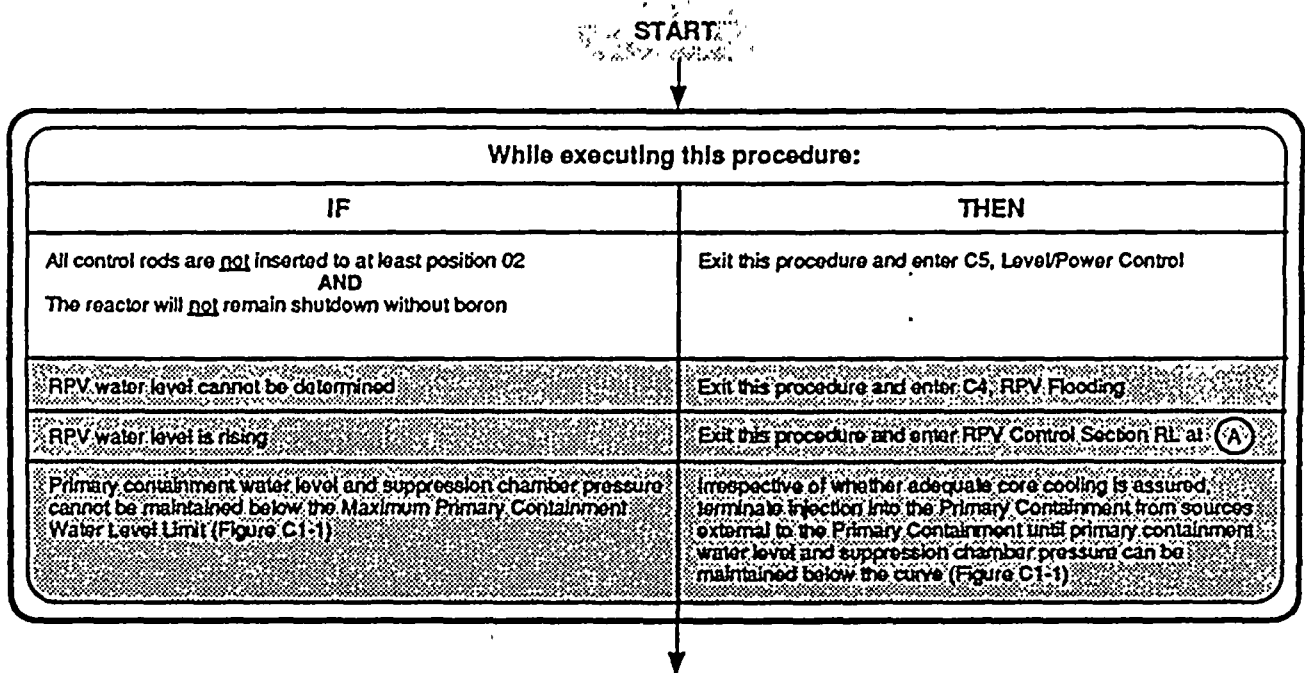 START
While executing this procedure:
IF
THEN
All control rods are not inserted to at least position 02
AND
The reactor will not remain shutdown without boron
Exit this procedure and enter C5, Level/Power Control
RPV water level cannot be determined
Exit this procedure and enter C4, RPV Flooding
RPV water level is rising
Exit this procedure and enter RPV Control Section RL at A
Primary containment water level and suppression chamber pressure
cannot be maintained below the Maximum Primary Containment
Water Level Limit (Figure C1-1)
Irrespective of whether adequate core cooling is assured,
terminate injection into the Primary Containment from sources
external to the Primary Containment until primary containment
water level and suppression chamber pressure can be
maintained below the curve (Figure C1-1)